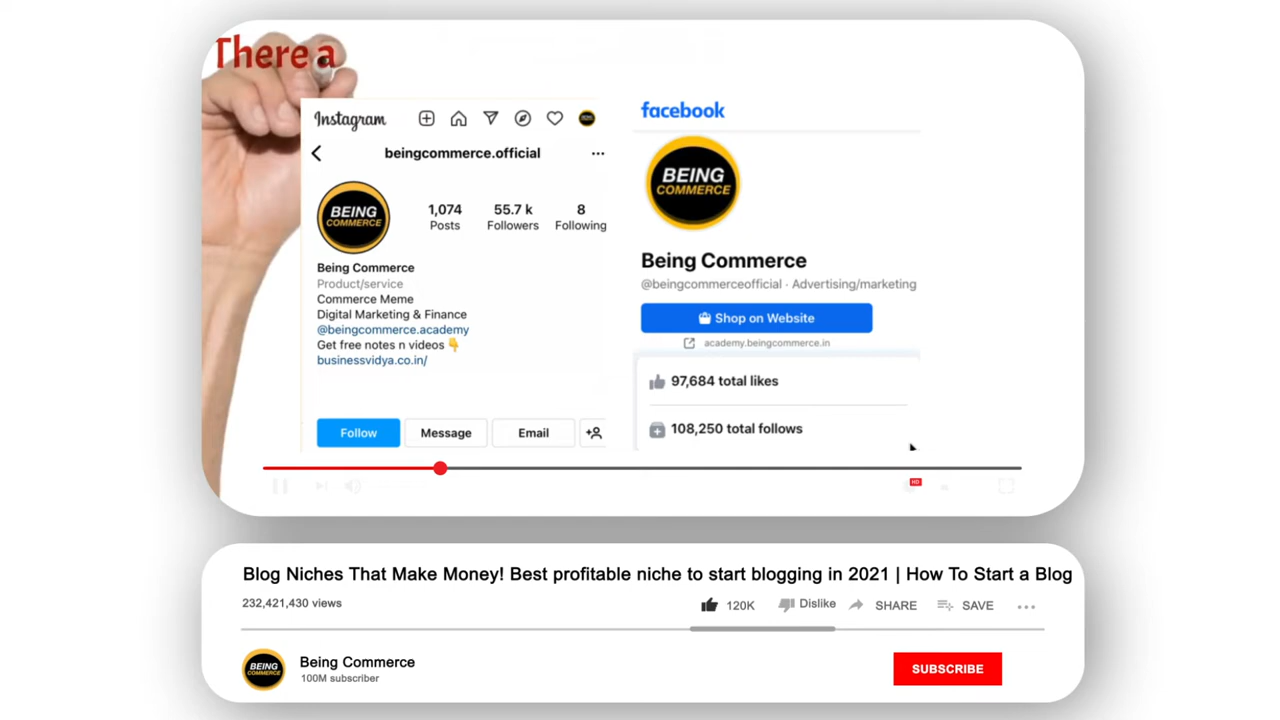 There a
Instagram
beingcommerce.official
BEING
COMMERCE
1,074
Posts
55.7 k
Followers
8
Following
Being Commerce
Product/service
Commerce Meme
Digital Marketing & Finance
@beingcommerce.academy
Get free notes n videos 👇
businessvidya.co.in/
Follow
Message
Email
facebook
BEING
COMMERCE
Being Commerce
@beingcommerceofficial · Advertising/marketing
Shop on Website
academy.beingcommerce.in
97,684 total likes
108,250 total follows
HD
Blog Niches That Make Money! Best profitable niche to start blogging in 2021 | How To Start a Blog
232,421,430 views
120K
Dislike
SHARE
SAVE
BEING
COMMERCE
Being Commerce
100M subscriber
SUBSCRIBE